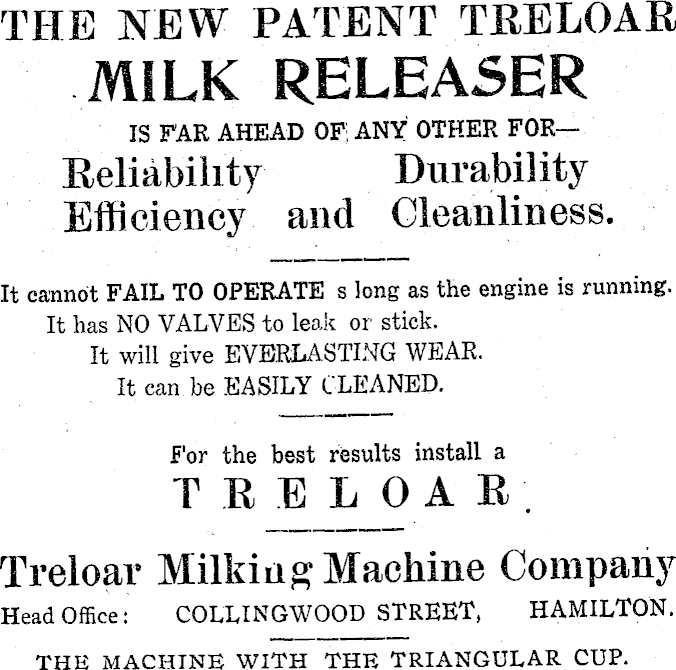 THE NEW PATENT TRELOAR
MILK RELEASER
IS FAR AHEAD OF ANY OTHER FOR—
Reliability Durability
Efficiency and Cleanliness.
It cannot FAIL TO OPERATE s long as the engine is running.
It has NO VALVES to leak or stick.
It will give EVERLASTING WEAR.
It can be EASILY CLEANED.
For the best results install a
TRELOAR.
Treloar Milking Machine Company
Head Office: COLLINGWOOD STREET, HAMILTON.
THE MACHINE WITH THE TRIANGULAR CUP.